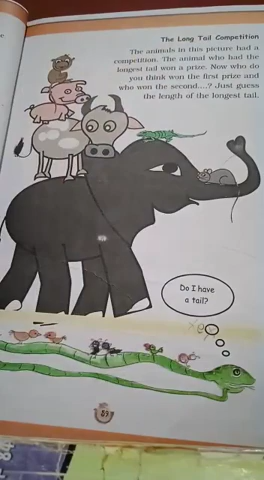 The Long Tail Competition
The animals in this picture had a
competition. The animal who had the
longest tail won a prize. Now who do
you think won the first prize and
who won the second....? Just guess
the length of the longest tail.
Do I have
a tail?